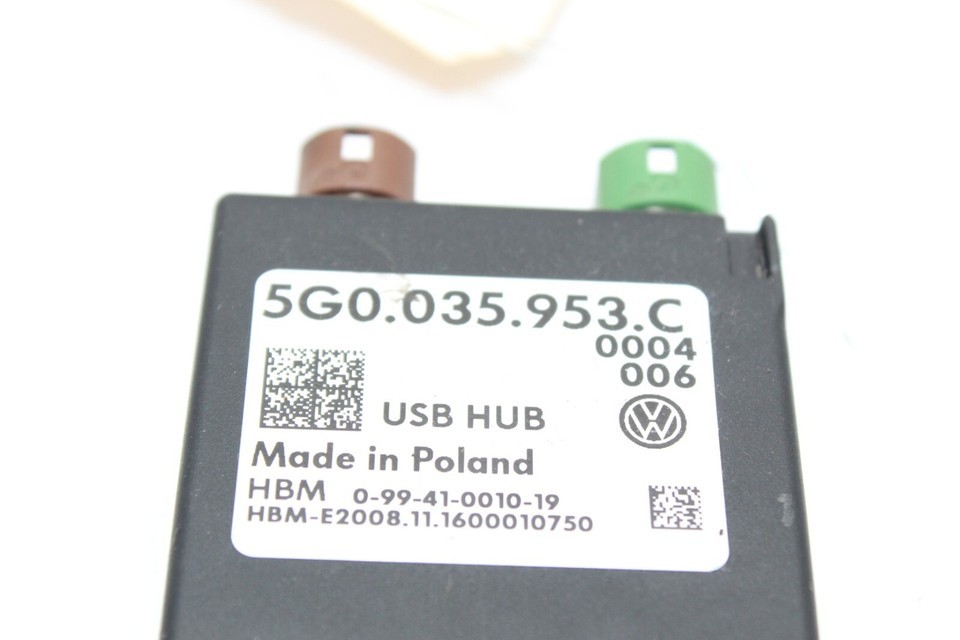 5G0.035.953.C
0004
006
USB HUB
Made in Poland
HBM 0-99-41-0010-19
HBM-E2008.11.1600010750